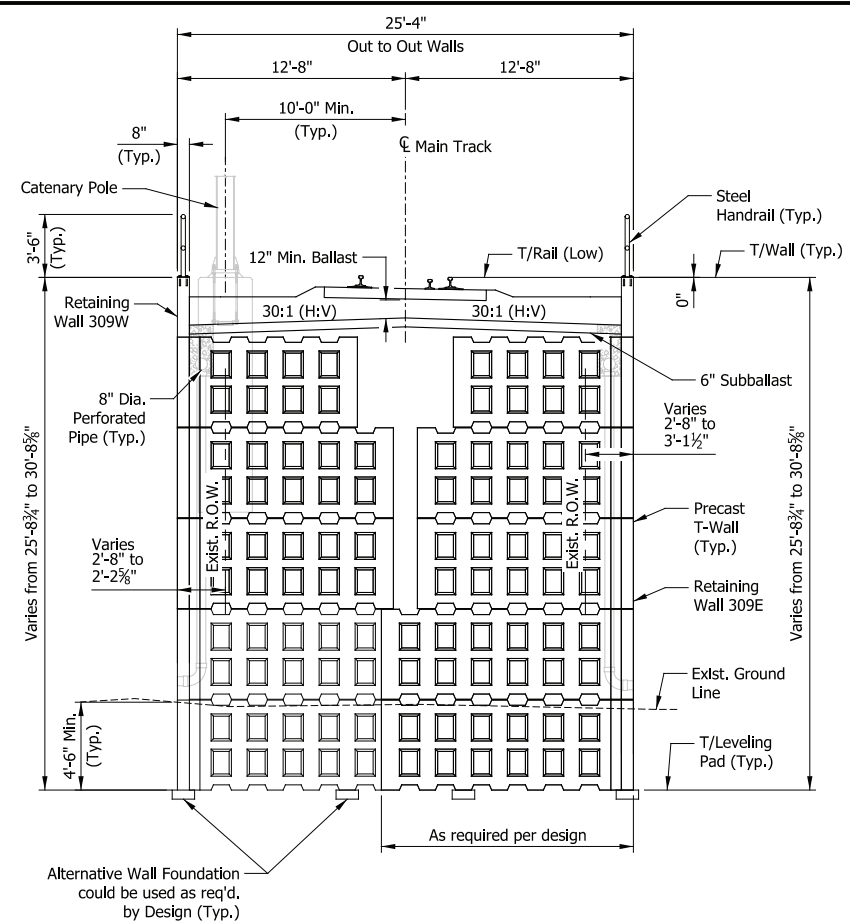 25'-4"
Out to Out Walls
12'-8"
12'-8"
10'-0" Min.
(Typ.)
8"
(Typ.)
℄ Main Track
Catenary Pole
Steel
Handrail (Typ.)
3'-6"
(Typ.)
12" Min. Ballast
T/Rail (Low)
T/Wall (Typ.)
0"
Retaining
Wall 309W
30:1 (H:V)
30:1 (H:V)
8" Dia.
Perforated
Pipe (Typ.)
6" Subballast
Varies
2'-8" to
3'-1½"
Varies from 25'-8¾" to 30'-8⅝"
Exist. R.O.W.
Exist. R.O.W.
Varies from 25'-8¾" to 30'-8⅝"
Precast
T-Wall
(Typ.)
Varies
2'-8" to
2'-2⅝"
Retaining
Wall 309E
Exist. Ground
Line
4'-6" Min.
(Typ.)
T/Leveling
Pad (Typ.)
As required per design
Alternative Wall Foundation
could be used as req'd.
by Design (Typ.)